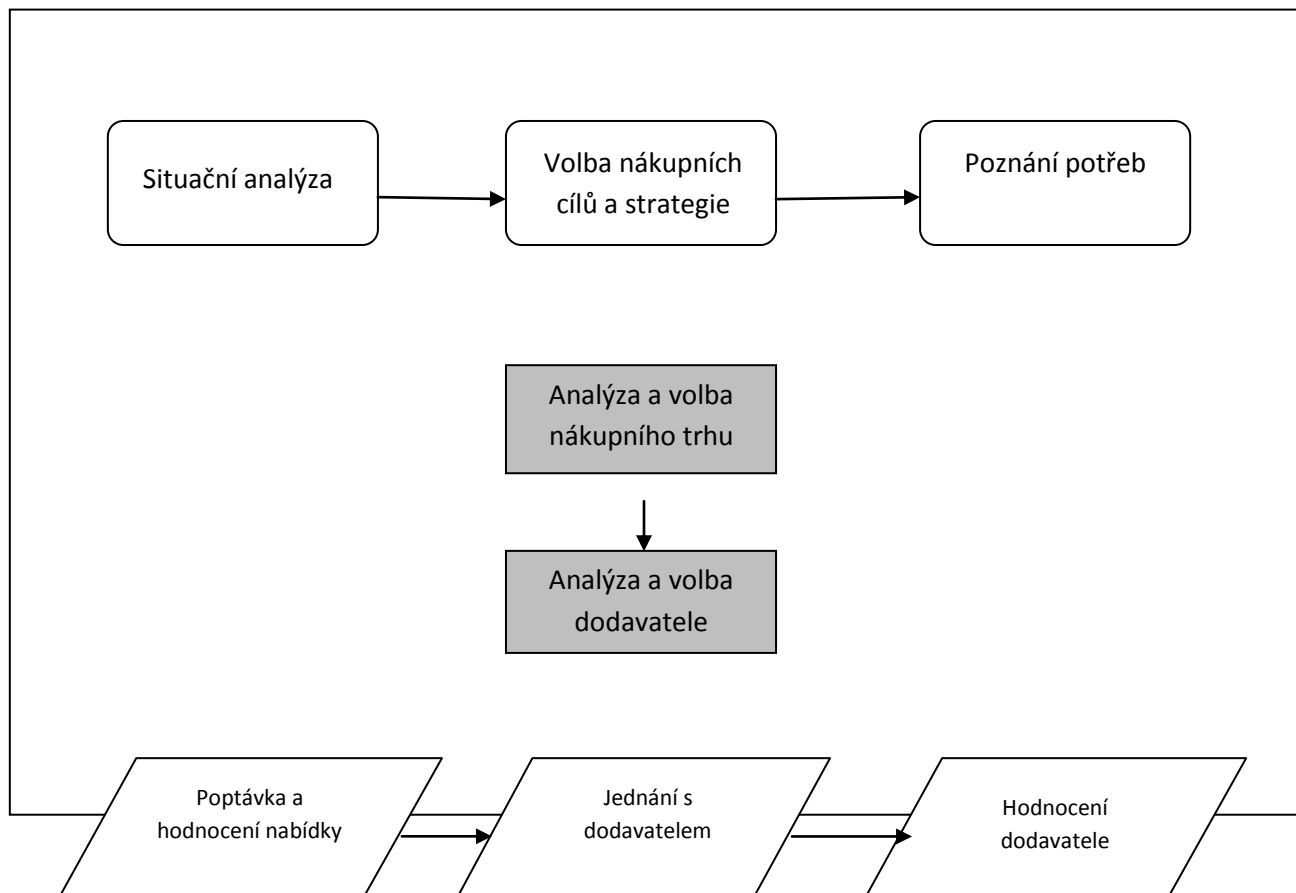 Situační analýza
Volba nákupních
cílů a strategie
Poznání potřeb
Analýza a volba
nákupního trhu
Analýza a volba
dodavatele
Poptávka a
hodnocení nabídky
Jednání s
dodavatelem
Hodnocení
dodavatele